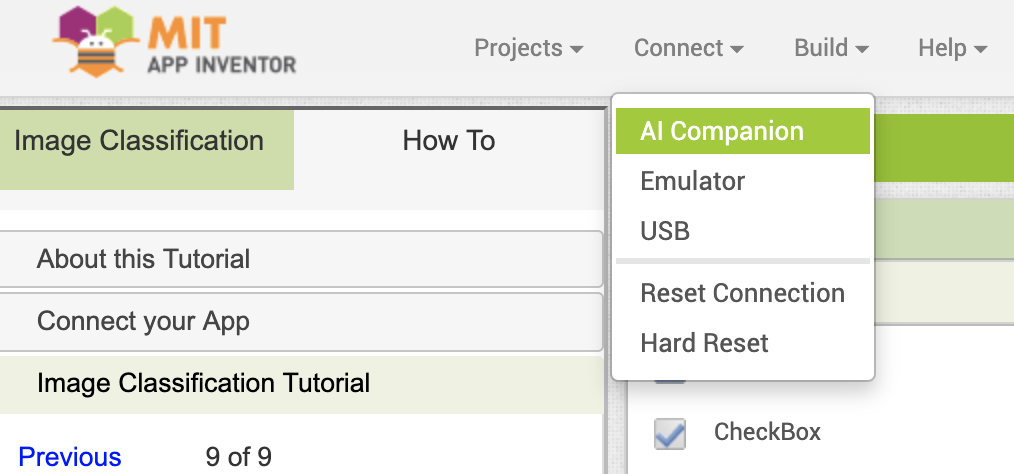 MIT
APP INVENTOR
Projects Connect Build Help
Image Classification How To
AI Companion
Emulator
USB
Reset Connection
Hard Reset
About this Tutorial
Connect your App
Image Classification Tutorial
Previous 9 of 9
CheckBox